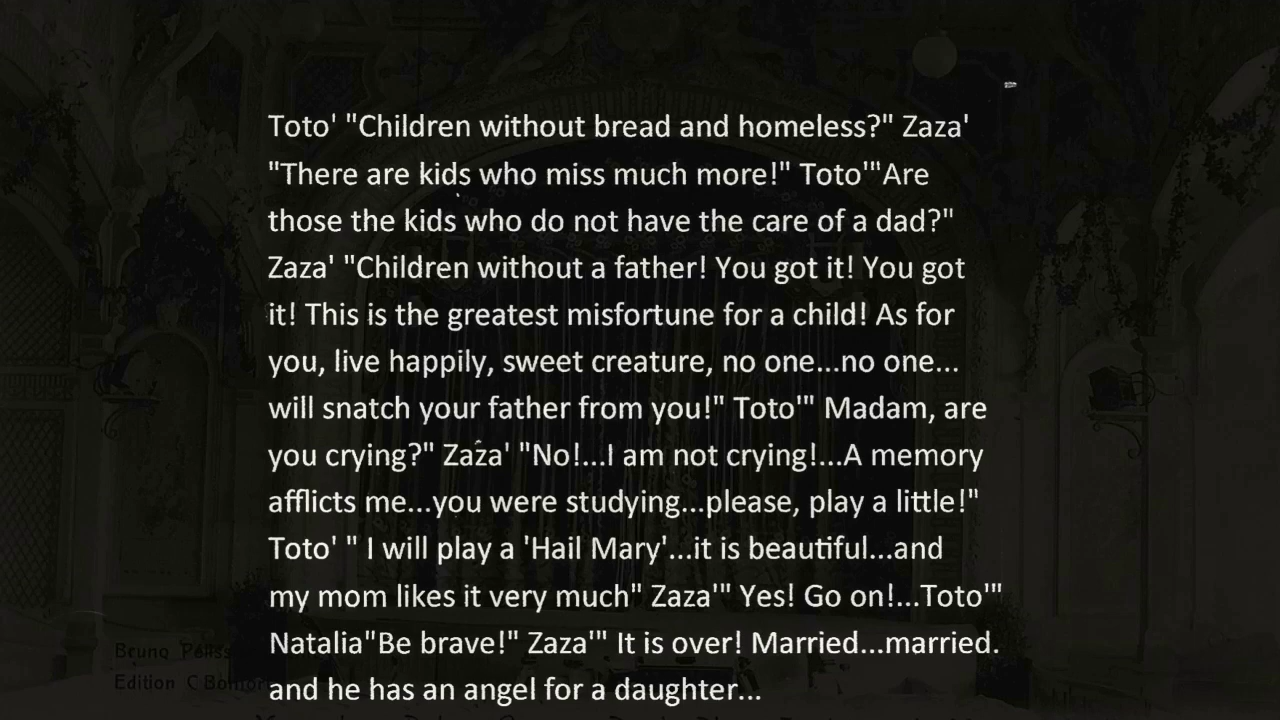 Toto' "Children without bread and homeless?" Zaza'
"There are kids who miss much more!" Toto'"Are
those the kids who do not have the care of a dad?"
Zaza' "Children without a father! You got it! You got
it! This is the greatest misfortune for a child! As for
you, live happily, sweet creature, no one...no one...
will snatch your father from you!" Toto'" Madam, are
you crying?" Zaza' "No!...I am not crying!...A memory
afflicts me...you were studying...please, play a little!"
Toto' " I will play a 'Hail Mary'...it is beautiful...and
my mom likes it very much" Zaza'" Yes! Go on!...Toto'"
Natalia"Be brave!" Zaza'" It is over! Married...married.
and he has an angel for a daughter...
Bruno
Edition C